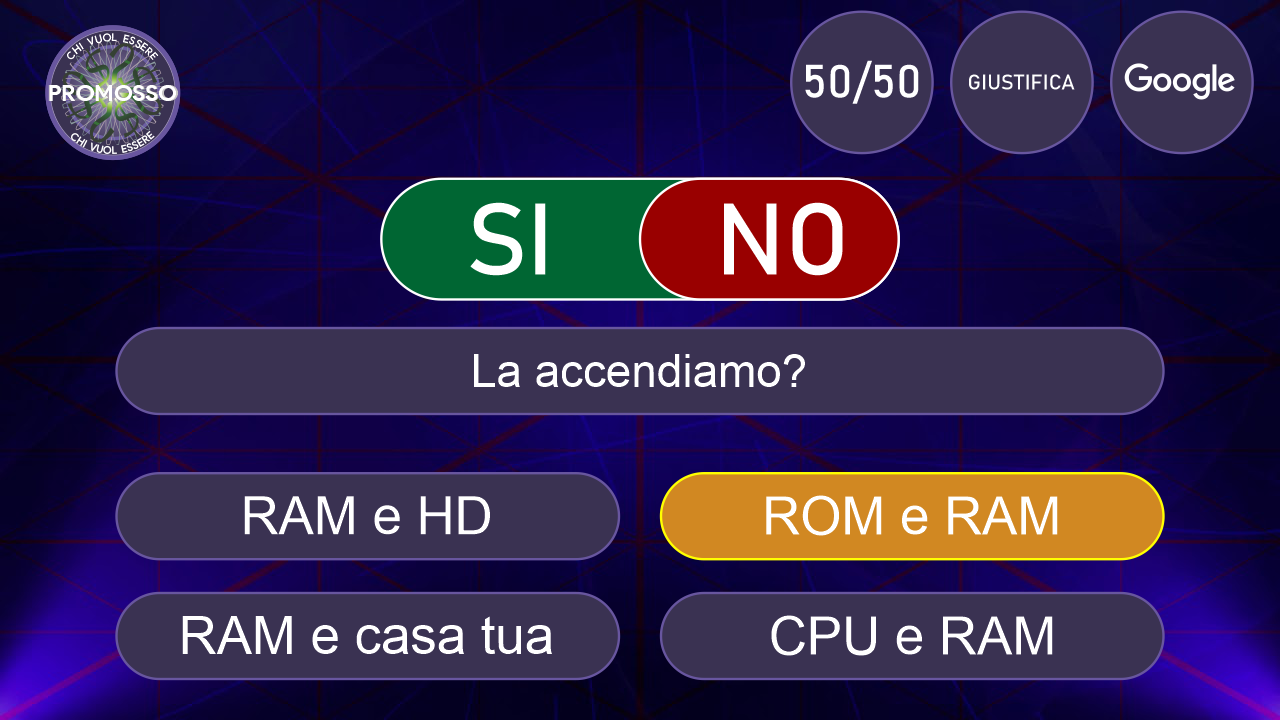 CHI VUOL ESSERE
PROMOSSO
CHI VUOL ESSERE
50/50
GIUSTIFICA
Google
SI
NO
La accendiamo?
RAM e HD
ROM e RAM
RAM e casa tua
CPU e RAM